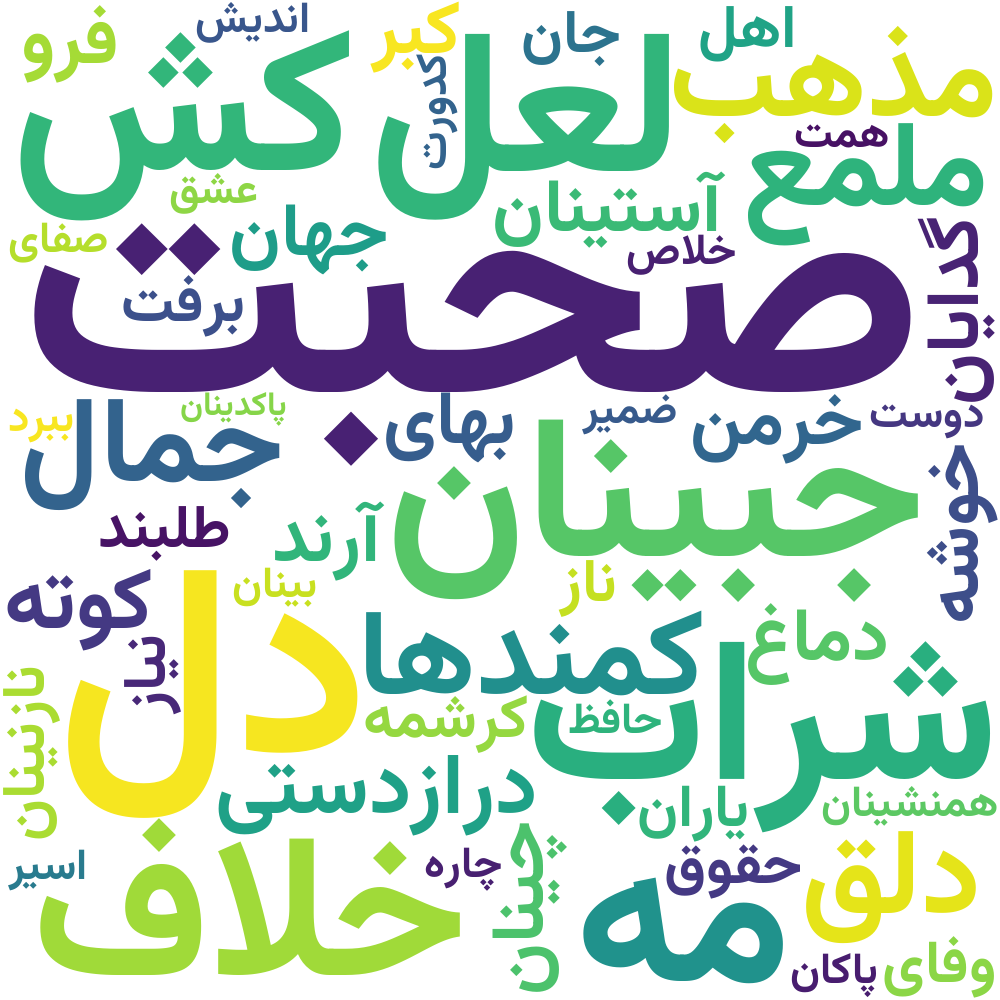 اندیش
کبر
جان
اهل
فرو
کش
کدورت
لعل
مذهب
همت
ملمع
عشق
آستینان
صفای
جهان
خلاص
گدایان
صحبت
برفت
پاکدینان
ضمیر
دوست
ببرد
جمال
بهای
خرمن
جبینان
خوشه
طلبند
آرند
کوته
بینان
ناز
دل
نیاز
کمندها
دماغ
نازنینان
کرشمه
حافظ
شراب
درازدستی
یاران
همنشینان
اسیر
خلاف
چاره
چینان
حقوق
دلق
مه
پاکان
وفای